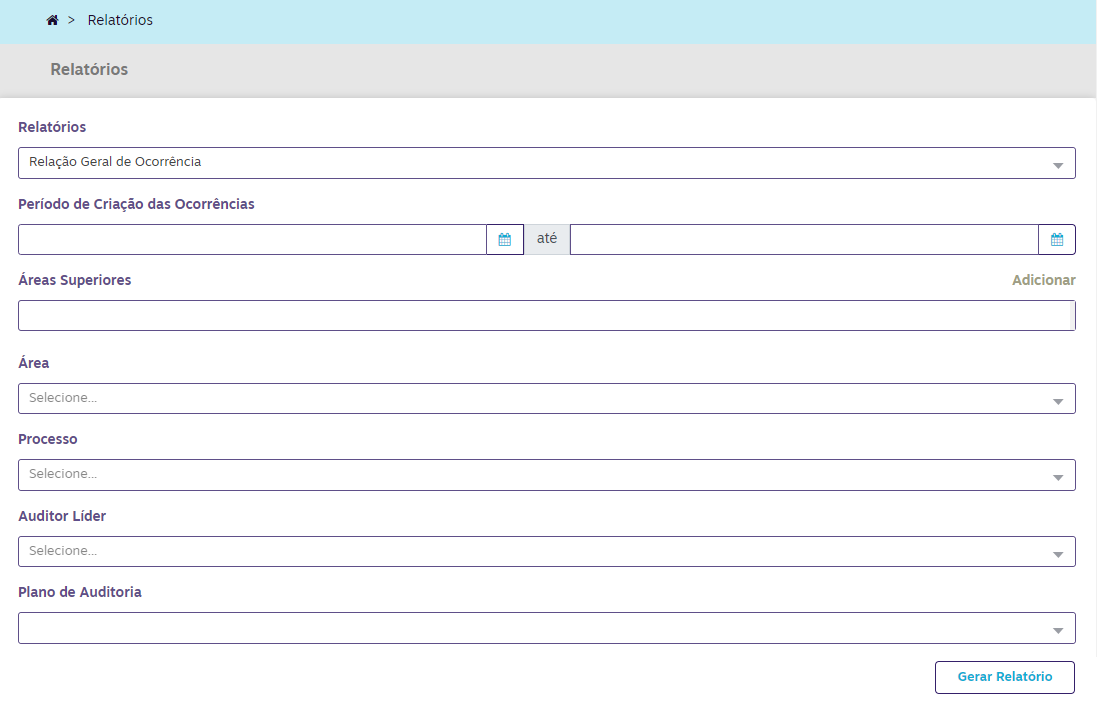 > Relatórios
Relatórios
Relatórios
Relação Geral de Ocorrência
Período de Criação das Ocorrências
até
Áreas Superiores Adicionar
Área
Selecione...
Processo
Selecione...
Auditor Líder
Selecione...
Plano de Auditoria
Gerar Relatório